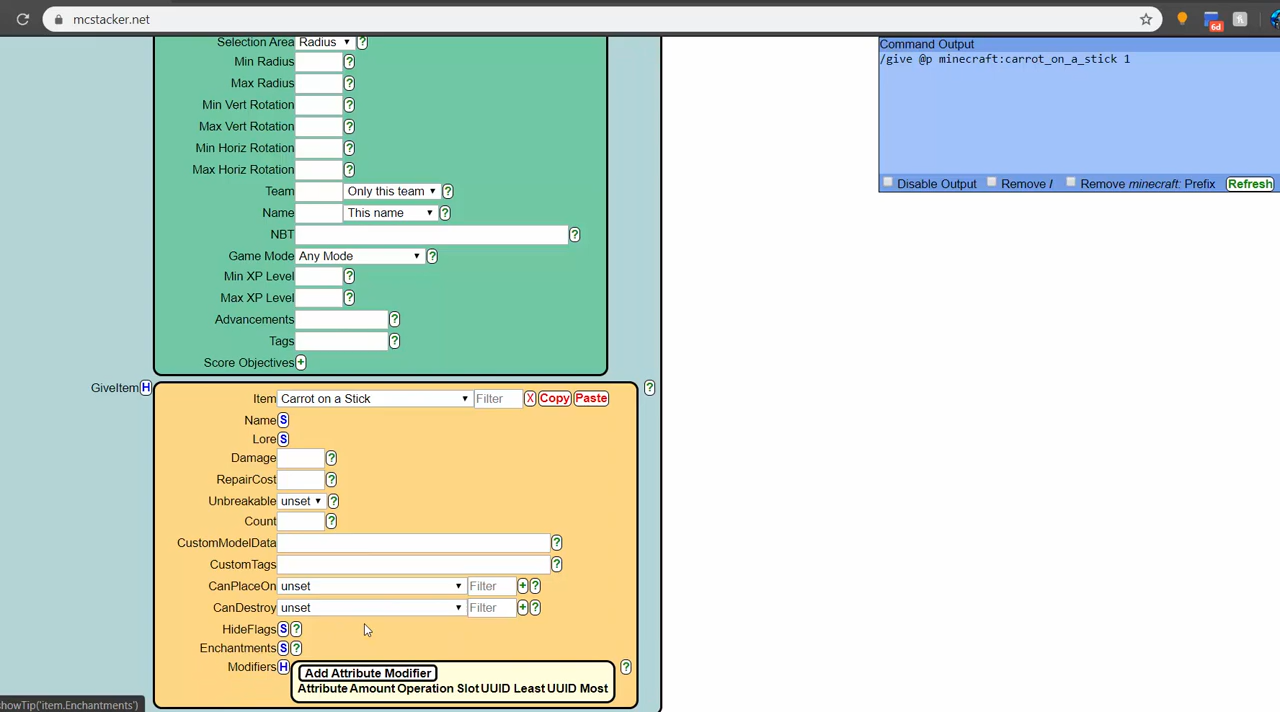 mcstacker.net
6d
Selection Area Radius ?
Command Output
/give @p minecraft:carrot_on_a_stick 1
Min Radius ?
Max Radius ?
Min Vert Rotation ?
Max Vert Rotation ?
Min Horiz Rotation ?
Max Horiz Rotation ?
Disable Output Remove / Remove minecraft: Prefix Refresh
Team Only this team ?
Name This name ?
NBT ?
Game Mode Any Mode ?
Min XP Level ?
Max XP Level ?
Advancements ?
Tags ?
Score Objectives +
GiveItem H ?
Item Carrot on a Stick Filter X Copy Paste
Name S
Lore S
Damage ?
RepairCost ?
Unbreakable unset ?
Count ?
CustomModelData ?
CustomTags ?
CanPlaceOn unset Filter + ?
CanDestroy unset Filter + ?
HideFlags S ?
Enchantments S ?
Modifiers H Add Attribute Modifier ?
Attribute Amount Operation Slot UUID Least UUID Most
showTip('item.Enchantments')